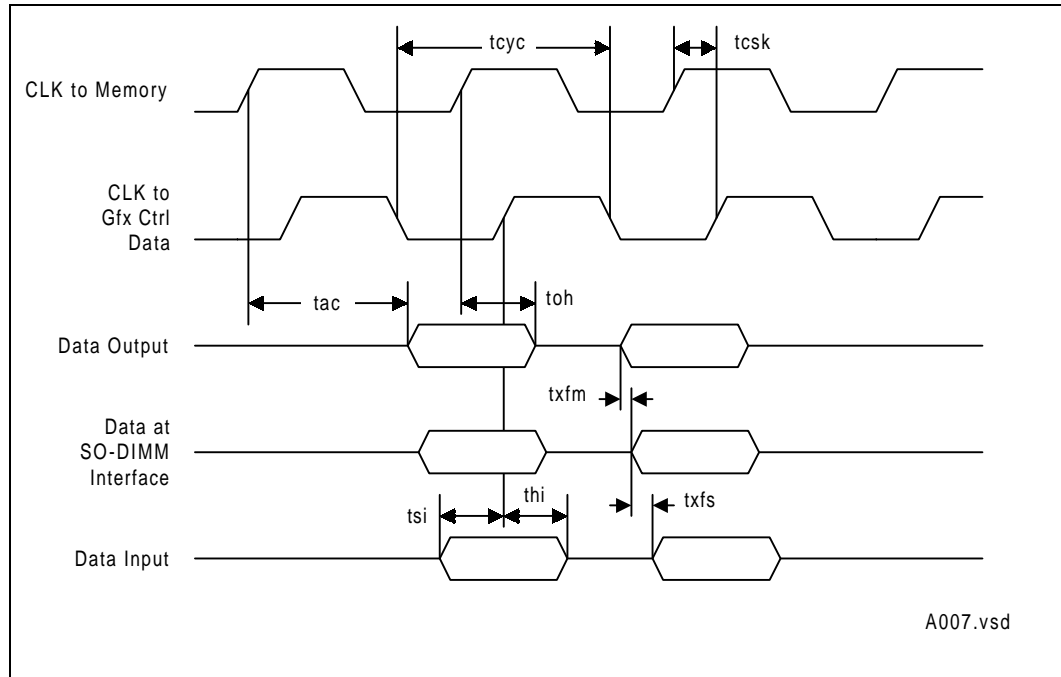 tcyc
tcsk
CLK to Memory
CLK to
Gfx Ctrl
Data
tac
toh
Data Output
txfm
Data at
SO-DIMM
Interface
tsi
thi
txfs
Data Input
A007.vsd